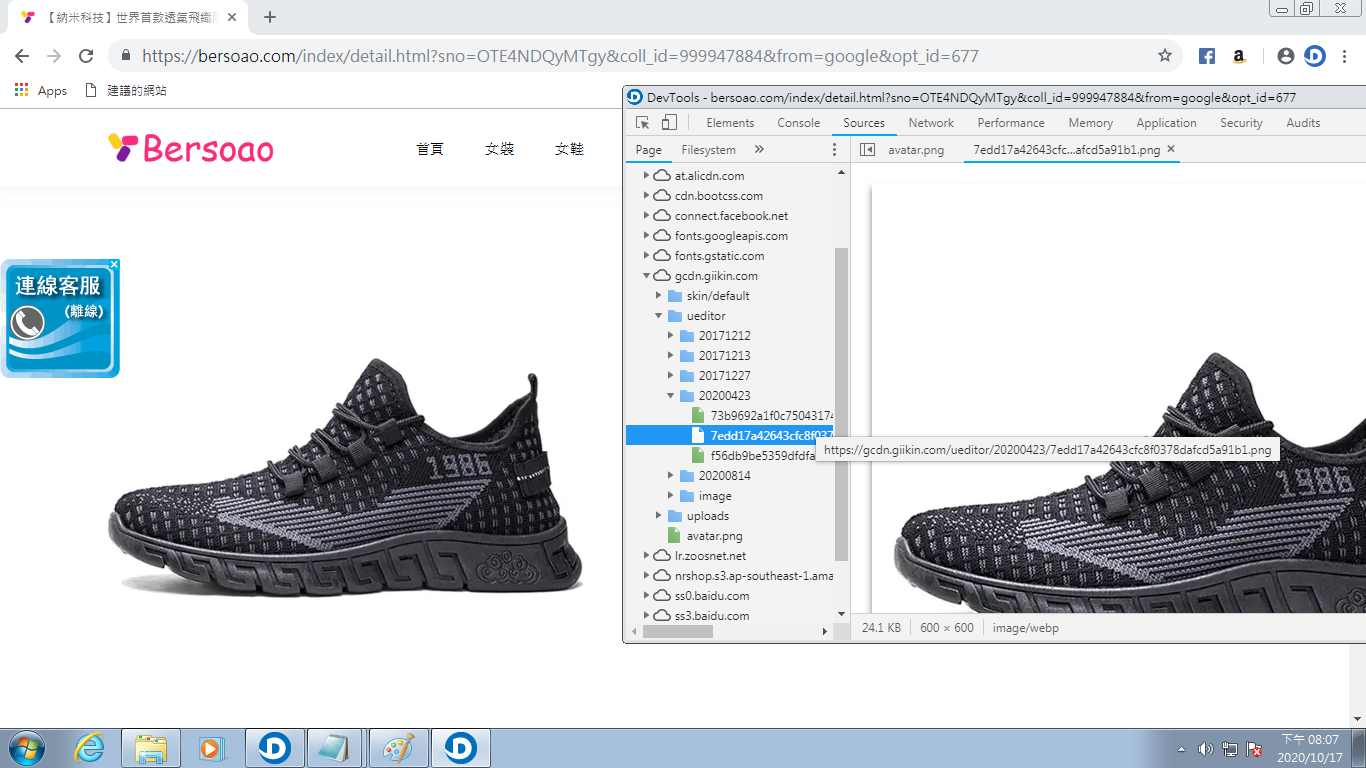 【納米科技】世界首款透氣飛織
https://bersoao.com/index/detail.html?sno=OTE4NDQyMTgy&coll_id=999947884&from=google&opt_id=677
Apps 建議的網站
Bersoao
首頁 女裝 女鞋
連線客服
(離線)
1986
DevTools - bersoao.com/index/detail.html?sno=OTE4NDQyMTgy&coll_id=999947884&from=google&opt_id=677
Elements Console Sources Network Performance Memory Application Security Audits
Page Filesystem »
avatar.png 7edd17a42643cfc...afcd5a91b1.png
at.alicdn.com
cdn.bootcss.com
connect.facebook.net
fonts.googleapis.com
fonts.gstatic.com
gcdn.giikin.com
skin/default
ueditor
20171212
20171213
20171227
20200423
73b9692a1f0c7504317
7edd17a42643cfc8f037
f56db9be5359dfdfa
https://gcdn.giikin.com/ueditor/20200423/7edd17a42643cfc8f0378dafcd5a91b1.png
20200814
image
uploads
avatar.png
lr.zoosnet.net
nrshop.s3.ap-southeast-1.ama
ss0.baidu.com
ss3.baidu.com
1986
24.1 KB 600 × 600 image/webp
下午 08:07
2020/10/17